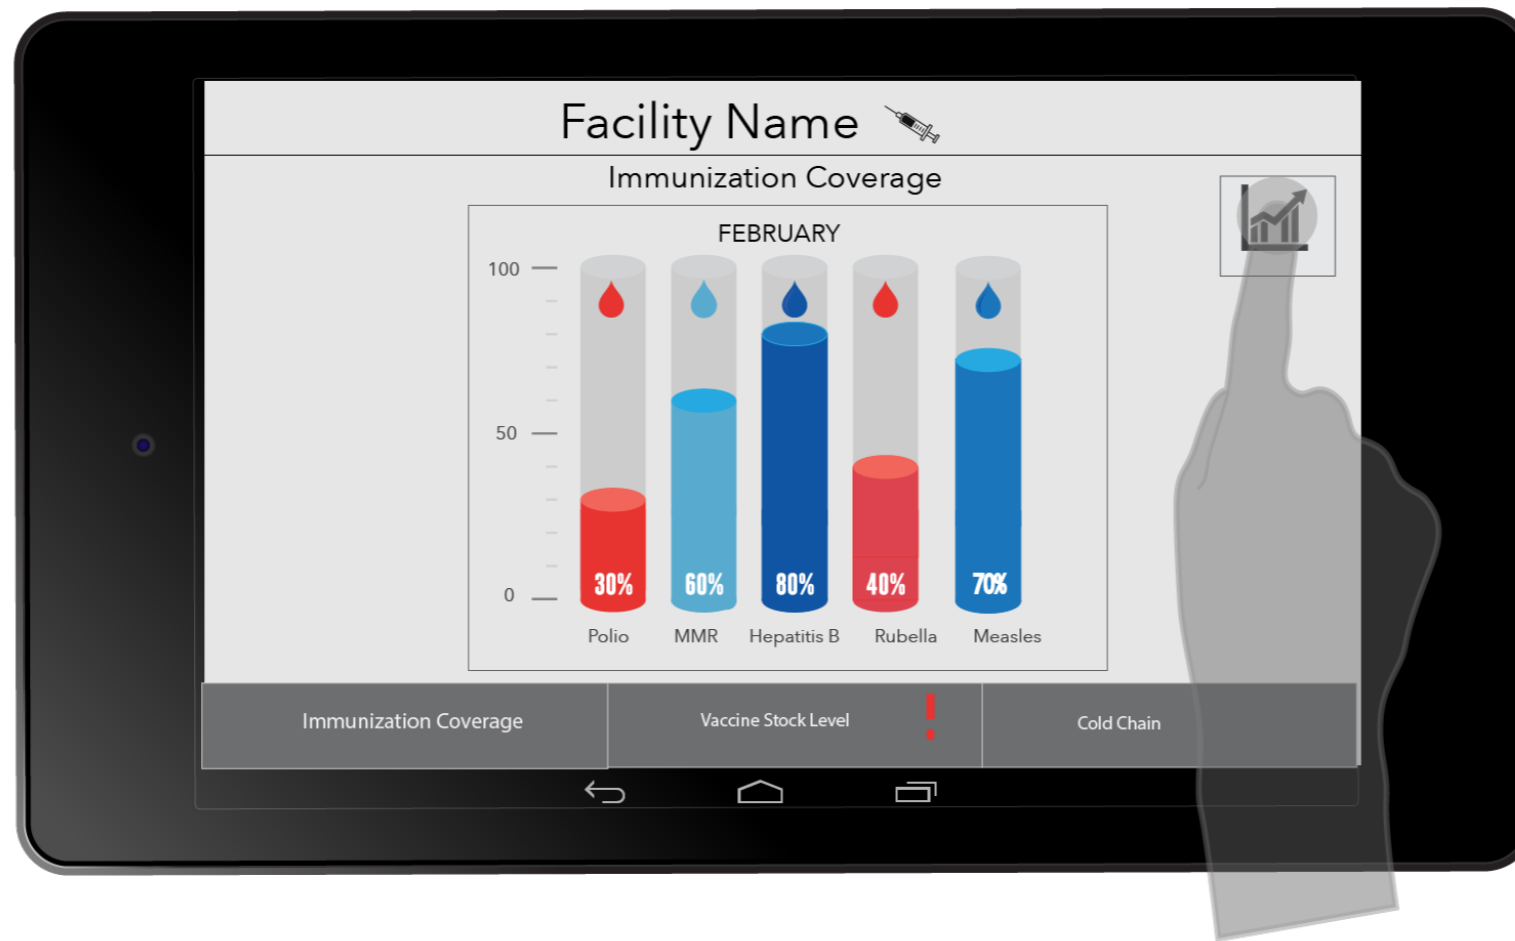 Facility Name
Immunization Coverage
FEBRUARY
100
50
0
30% 60% 80% 40% 70%
Polio MMR Hepatitis B Rubella Measles
Immunization Coverage Vaccine Stock Level ! Cold Chain